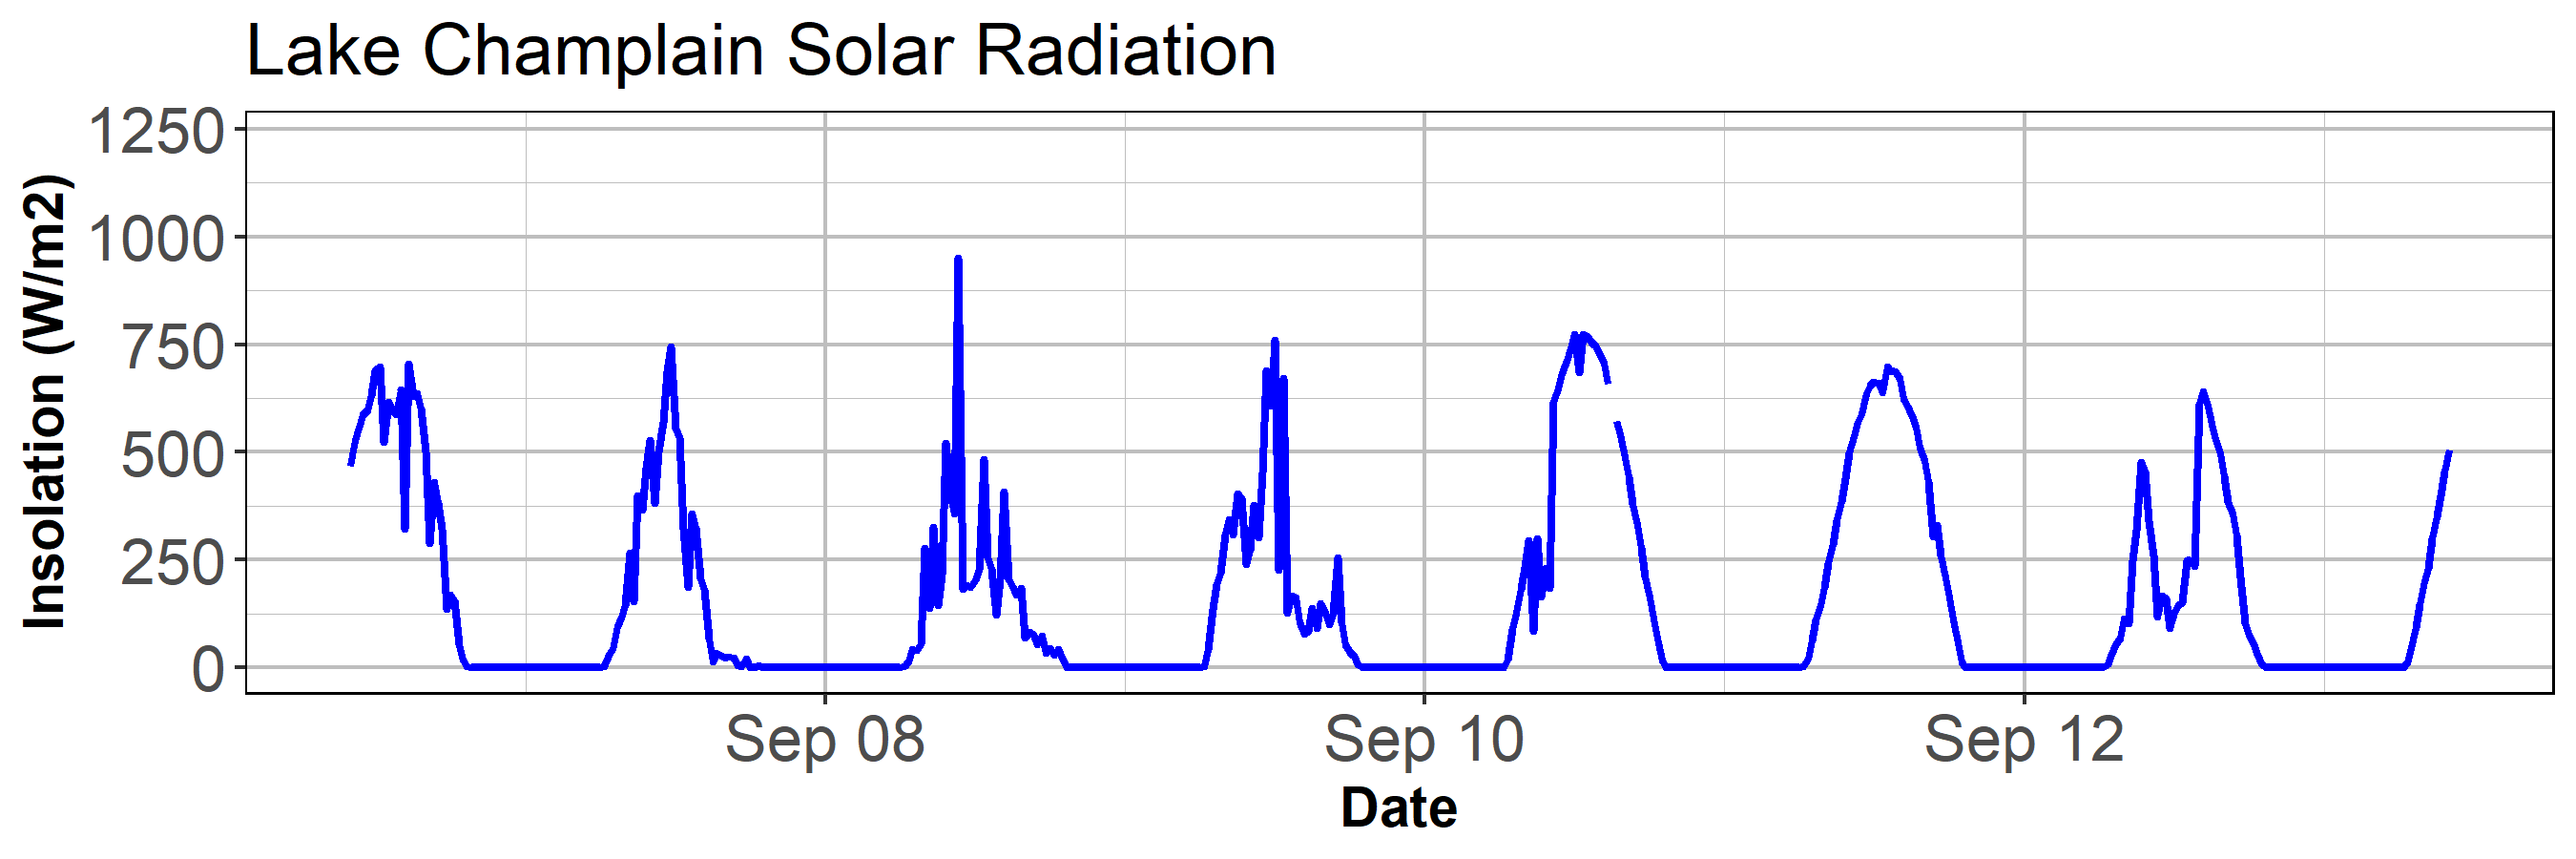 Lake Champlain Solar Radiation
1250
1000
750
500
250
0
Insolation (W/m2)
Sep 08
Sep 10
Sep 12
Date